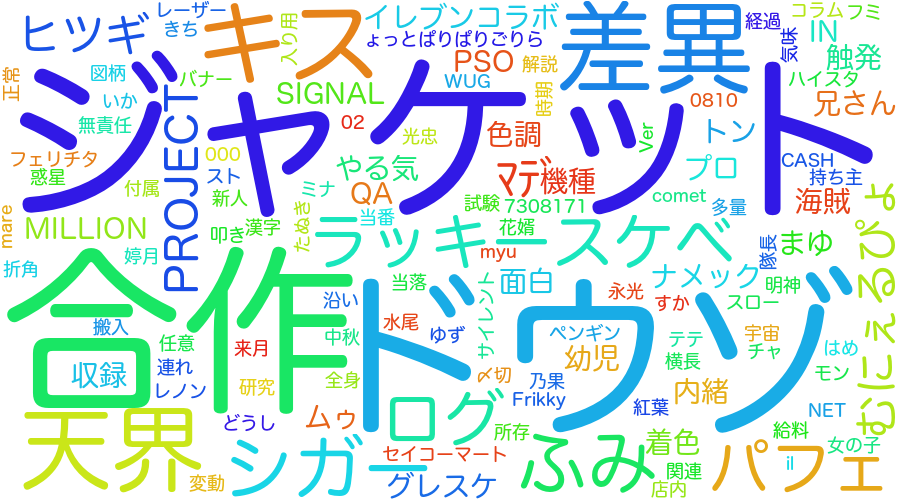 レーザー
イレブンコラボ
コラム フミ
ヒツギ
きち
キス
入り用
差異
経過
IN
ょっとぱりぱりごりら
気味
正常
図柄
バナー
PSO
解説
触発
WUG
ハイスタ
ジャケット
いか
SIGNAL
時期
0810
兄さん
無責任
PROJECT
02
光忠
色調
Ver
トン
フェリチタ
000
やる気
マデ
機種
プロ
CASH
惑星
スト
ミナ
QA
持ち主
付属
新人
試験
7308171
comet
多量
海賊
mare
MILLION
叩き
漢字
たぬき
当番
花婿
ラッキースケベ
隊長
まゆ
むにぇるぴょ
婷月
myu
折角
合作
当落
サイレント
面白
ナメック
明神
ドウゾ
永光
沿い
すか
スロー
搬入
中秋
水尾
ゆず
ペンギン
テテ
宇宙
任意
来月
横長
チャ
はめ
収録
連れ
幼児
レノン
研究
全身
〆切
乃果
モン
Frikky
内緒
天界
どうし
ムゥ
ログ
紅葉
NET
所存
着色
給料
シガー
セイコーマート
ふみ
関連
パフェ
女の子
変動
グレスケ
店内
il